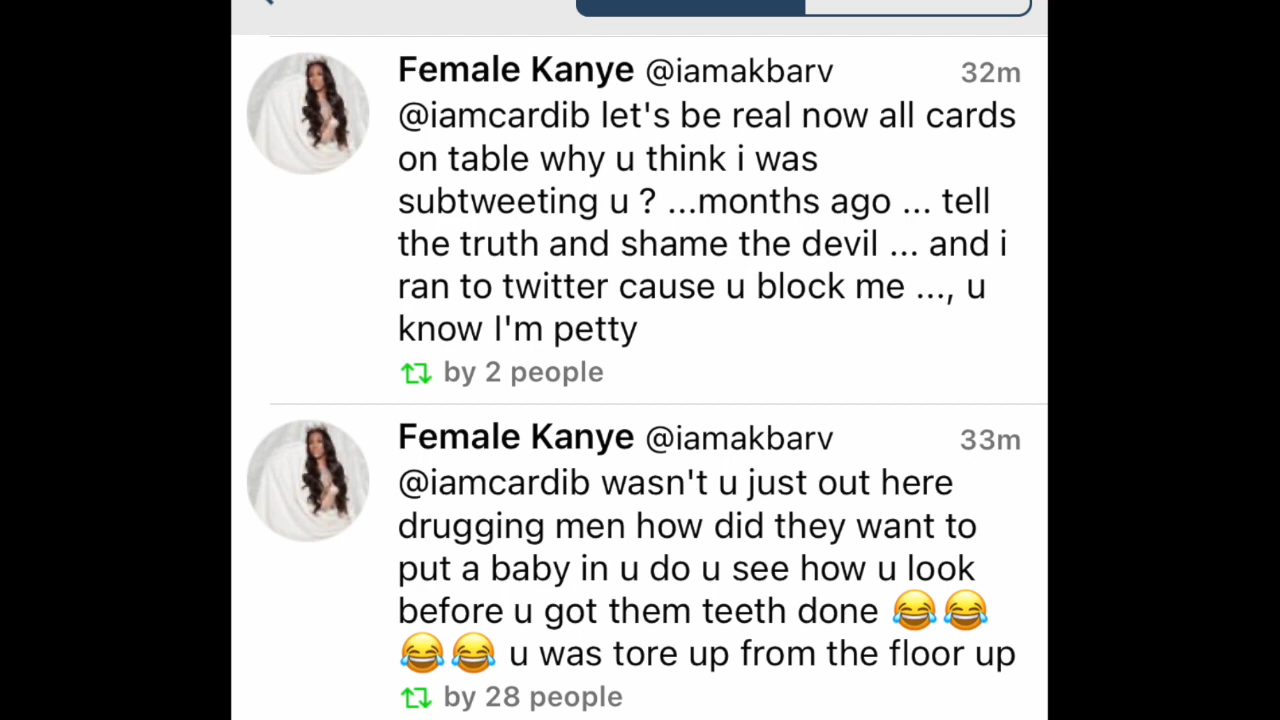 Female Kanye @iamakbarv 32m
@iamcardib let's be real now all cards
on table why u think i was
subtweeting u ? ...months ago ... tell
the truth and shame the devil ... and i
ran to twitter cause u block me ..., u
know I'm petty
by 2 people
Female Kanye @iamakbarv 33m
@iamcardib wasn't u just out here
drugging men how did they want to
put a baby in u do u see how u look
before u got them teeth done 😂😂
😂😂 u was tore up from the floor up
by 28 people